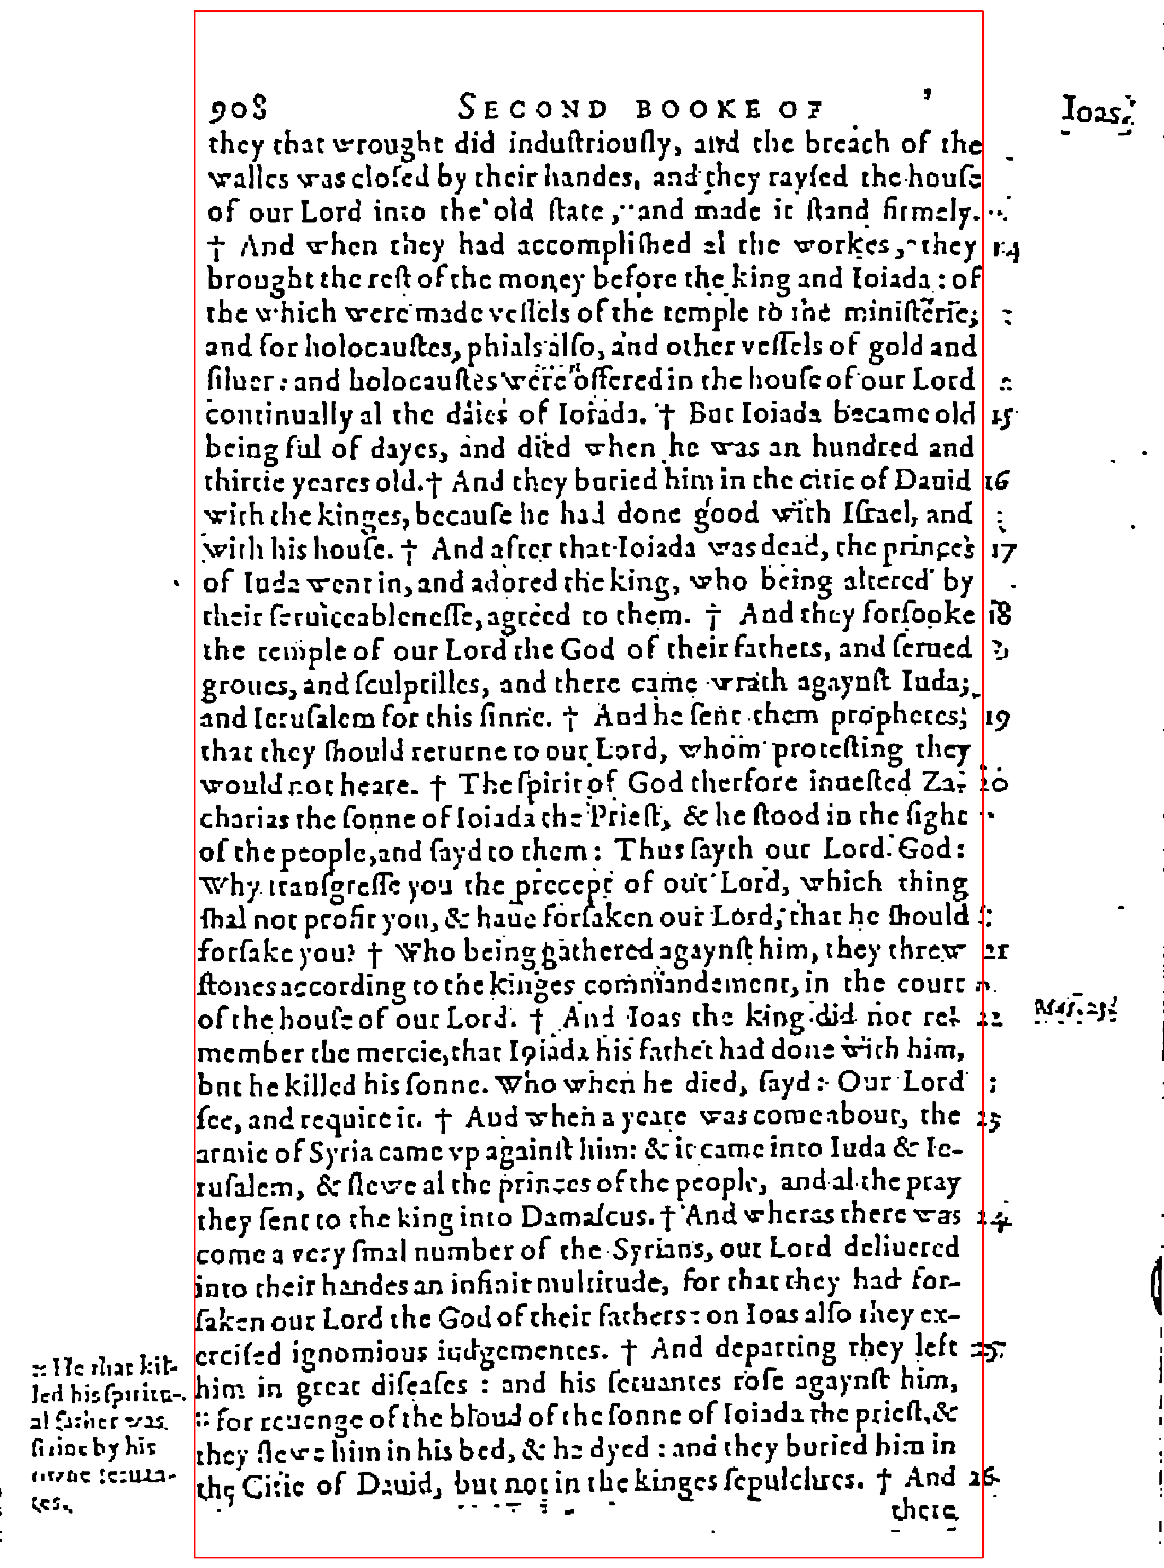 908 SECOND BOOKE OF Ioas.
they that wrought did induſtriouſly, and the breach of the
walles was cloſed by their handes, and they rayſed the houſe
of our Lord into the old ſtate, and made it ſtand firmely.
† And when they had accompliſhed al the workes, they 14
brought the reſt of the money before the king and Ioiada: of
the which were made veſſels of the temple to the miniſterie,
and for holocauſtes, phials alſo, and other veſſels of gold and
ſiluer: and holocauſtes were offered in the houſe of our Lord
continually al the daies of Ioiada. † But Ioiada became old 15
being ful of dayes, and died when he was an hundred and
thirtie yeares old. † And they buried him in the citie of Dauid 16
with the kinges, becauſe he had done good with Iſrael, and
with his houſe. † And after that Ioiada was dead, the princes 17
of Iuda went in, and adored the king, who being altered by
their ſeruiceableneſſe, agreed to them. † And they forſooke 18
the temple of our Lord the God of their fathers, and ſerued
groues, and ſculptilles, and there came wrath agaynſt Iuda,
and Ieruſalem for this ſinne. † And he ſent them prophetes, 19
that they ſhould returne to our Lord, whom proteſting they
would not heare. † The ſpirit of God therfore inueſted Za- 20
charias the ſonne of Ioiada the Prieſt, & he ſtood in the ſight
of the people, and ſayd to them: Thus ſayth our Lord God:
Why tranſgreſſe you the precept of our Lord, which thing
ſhal not profit you, & haue forſaken our Lord, that he ſhould
forſake you? † Who being gathered agaynſt him, they threw 21
ſtones according to the kinges commandement, in the court
of the houſe of our Lord. † And Ioas the king did not re- 22
member the mercie, that Ioiada his father had done with him,
but he killed his ſonne. Who when he died, ſayd: Our Lord
ſee, and require it. † And when a yeare was come about, the 23
armie of Syria came vp againſt him: & it came into Iuda & Ie-
ruſalem, & ſlewe al the princes of the people, and al the pray
they ſent to the king into Damaſcus. † And wheras there was 24
come a very ſmal number of the Syrians, our Lord deliuered
into their handes an infinit multitude, for that they had for-
ſaken our Lord the God of their fathers: on Ioas alſo they ex-
erciſed ignomious iudgementes. † And departing they left 25
him in great diſeaſes: and his ſeruantes roſe agaynſt him,
:: for reuenge of the bloud of the ſonne of Ioiada the prieſt, &
they ſlewe him in his bed, & he dyed: and they buried him in
the Citie of Dauid, but not in the kinges ſepulchres. † And 26
there
Mat. 23.
:: He that kil-
led his ſpiritu-
al father was
ſlaine by his
owne ſerua-
tes.